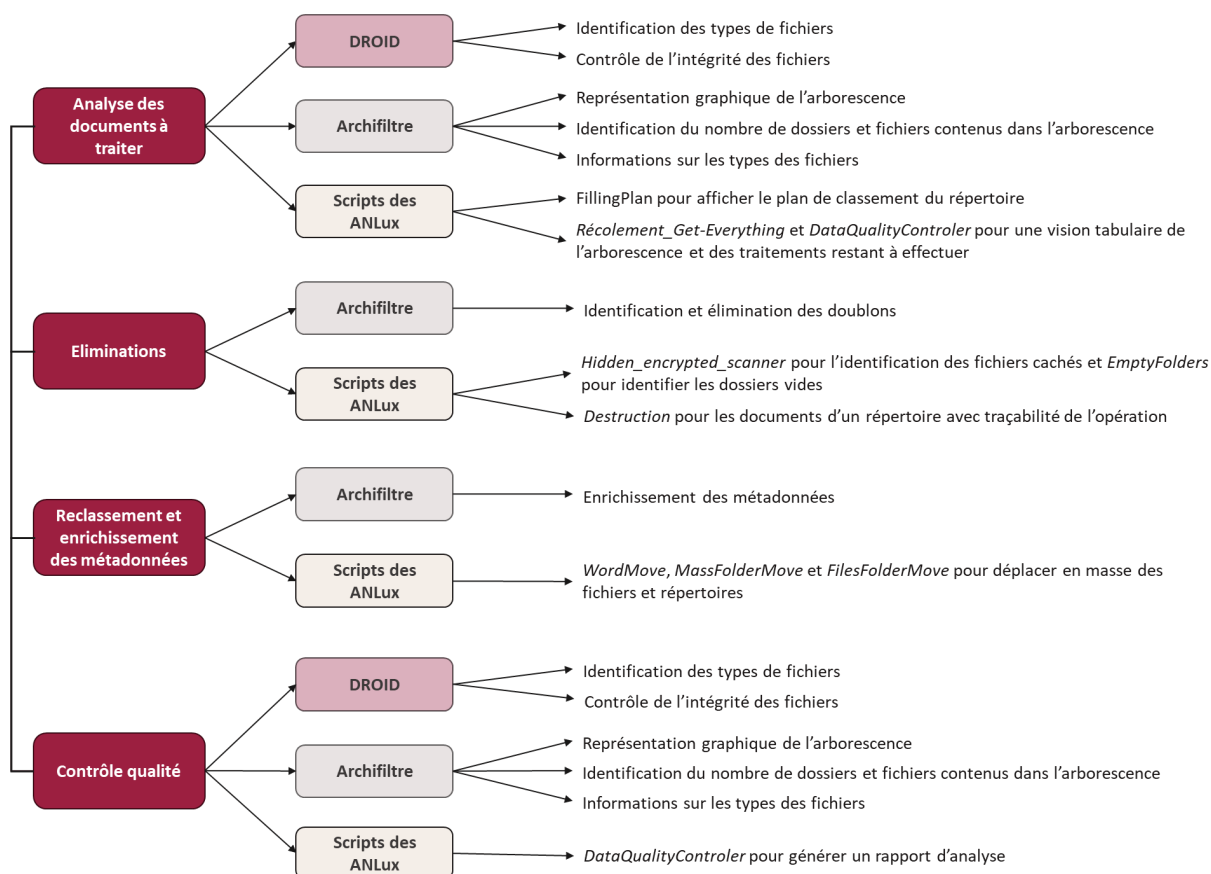 DROID
Identification des types de fichiers
Contrôle de l'intégrité des fichiers
Analyse des
documents à
traiter
Archifiltre
Représentation graphique de l'arborescence
Identification du nombre de dossiers et fichiers contenus dans l'arborescence
Informations sur les types des fichiers
Scripts des
ANLux
FillingPlan pour afficher le plan de classement du répertoire
Récolement_Get-Everything et DataQualityControler pour une vision tabulaire de
l'arborescence et des traitements restant à effectuer
Eliminations
Archifiltre
Identification et élimination des doublons
Scripts des
ANLux
Hidden_encrypted_scanner pour l'identification des fichiers cachés et EmptyFolders
pour identifier les dossiers vides
Destruction pour les documents d'un répertoire avec traçabilité de l'opération
Reclassement et
enrichissement
des métadonnées
Archifiltre
Enrichissement des métadonnées
Scripts des
ANLux
WordMove, MassFolderMove et FilesFolderMove pour déplacer en masse des
fichiers et répertoires
Contrôle qualité
DROID
Identification des types de fichiers
Contrôle de l'intégrité des fichiers
Archifiltre
Représentation graphique de l'arborescence
Identification du nombre de dossiers et fichiers contenus dans l'arborescence
Informations sur les types des fichiers
Scripts des
ANLux
DataQualityControler pour générer un rapport d'analyse